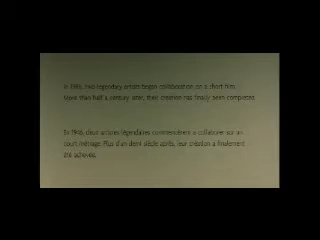 In 1946, two legendary artists began collaboration on a short film.
More than half a century later, their creation has finally been completed.
En 1946, deux artistes légendaires commencèrent à collaborer sur un
court métrage. Plus d'un demi siècle après, leur création a finalement
été achevée.